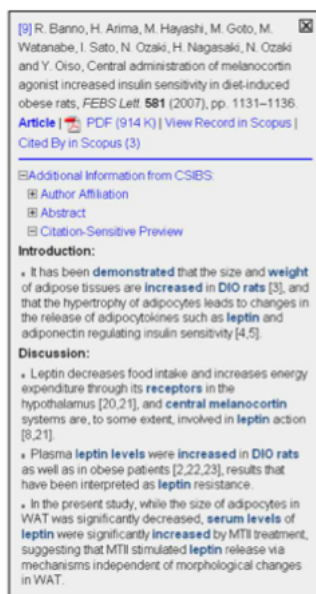 [9] R. Banno, H. Arima, M. Hayashi, M. Goto, M.
Watanabe, I. Sato, N. Ozaki, H. Nagasaki, N. Ozaki
and Y. Oiso, Central administration of melanocortin
agonist increased insulin sensitivity in diet-induced
obese rats, FEBS Lett. 581 (2007), pp. 1131–1136.
Article | PDF (914 K) | View Record in Scopus |
Cited By in Scopus (3)
Additional Information from CSIBS:
Author Affiliation
Abstract
Citation-Sensitive Preview
Introduction:
• It has been demonstrated that the size and weight
of adipose tissues are increased in DIO rats [3], and
that the hypertrophy of adipocytes leads to changes in
the release of adipocytokines such as leptin and
adiponectin regulating insulin sensitivity [4,5].
Discussion:
• Leptin decreases food intake and increases energy
expenditure through its receptors in the
hypothalamus [20,21], and central melanocortin
systems are, to some extent, involved in leptin action
[8,21].
• Plasma leptin levels were increased in DIO rats
as well as in obese patients [2,22,23], results that
have been interpreted as leptin resistance.
• In the present study, while the size of adipocytes in
WAT was significantly decreased, serum levels of
leptin were significantly increased by MTII treatment,
suggesting that MTII stimulated leptin release via
mechanisms independent of morphological changes
in WAT.